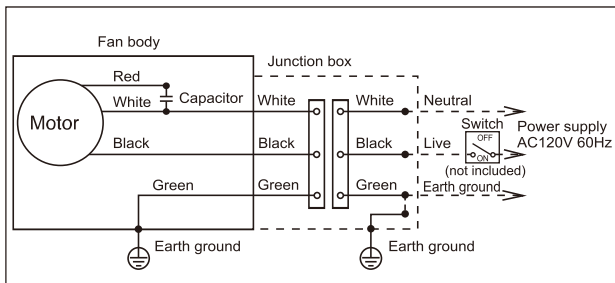 Fan body
Junction box
Red
White
Capacitor
White
White
Neutral
Motor
Switch
OFF
ON
(not included)
Power supply
AC120V 60Hz
Black
Black
Black
Live
Green
Green
Green
Earth ground
Earth ground
Earth ground